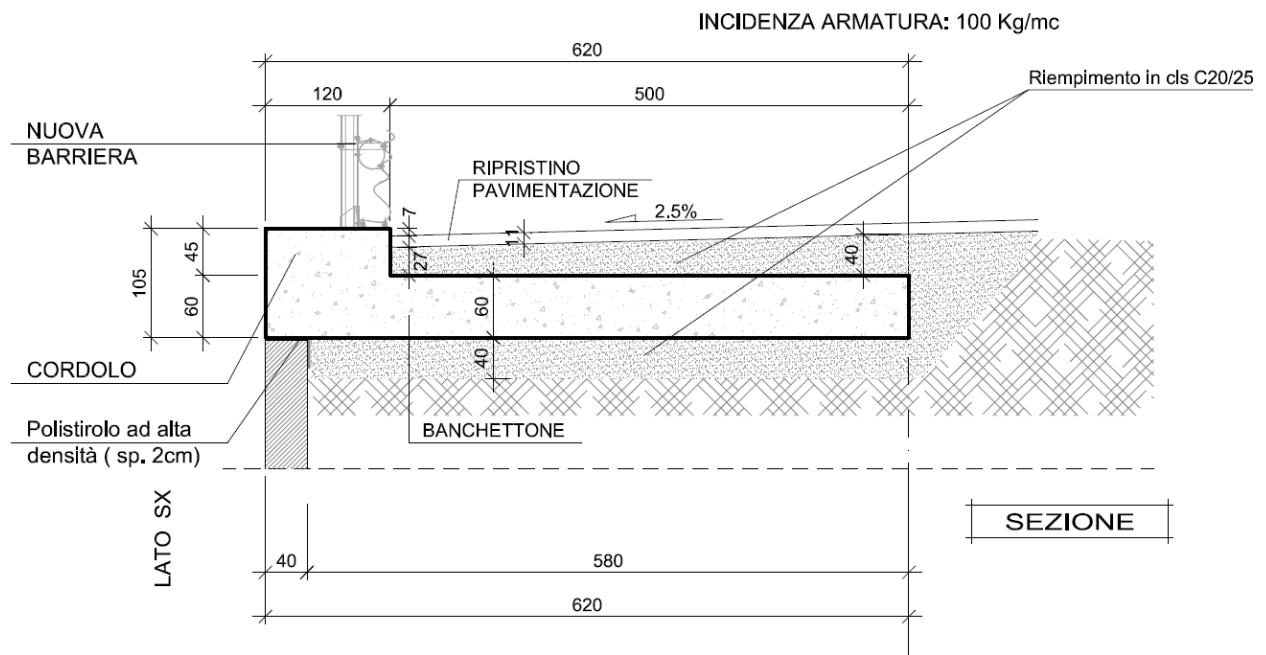 INCIDENZA ARMATURA: 100 Kg/mc
620
Riempimento in cls C20/25
120
500
NUOVA
BARRIERA
RIPRISTINO
PAVIMENTAZIONE
7
2.5%
11
45
27
40
105
60
60
40
CORDOLO
Polistirolo ad alta
densità ( sp. 2cm)
BANCHETTONE
LATO SX
SEZIONE
40
580
620